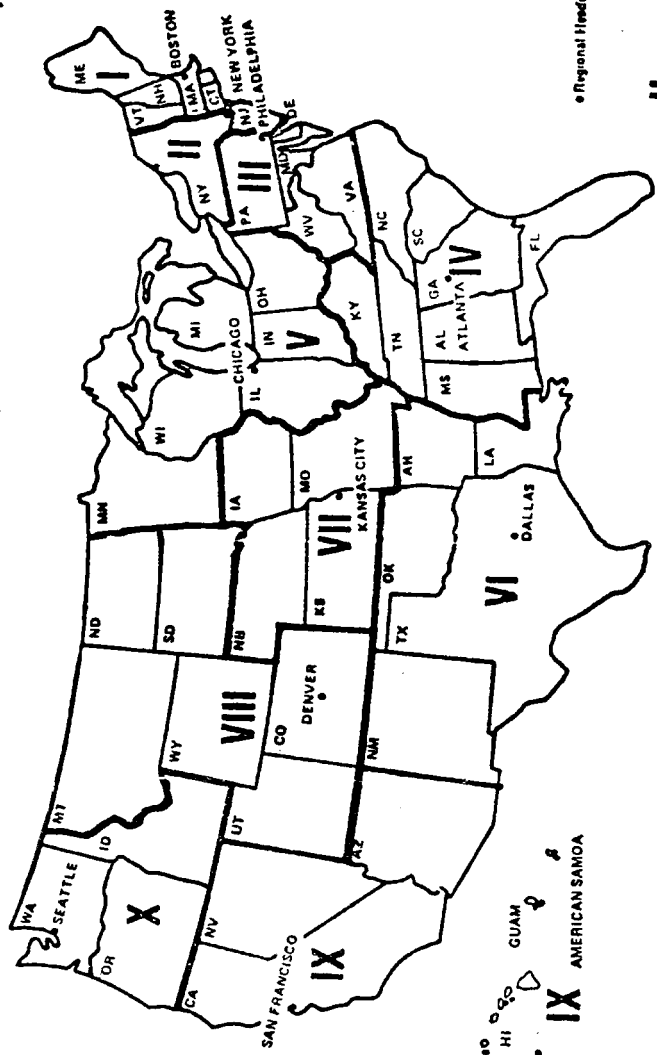 WA
SEATTLE
OR
X
ID
MT
ND
SD
WY
VIII
NB
MN
WI
MI
IA
VII
KS
MO
KANSAS CITY
CHICAGO
IL
IN
V
OH
ME
I
VT
NH
MA
CT
BOSTON
NEW YORK
NJ
PHILADELPHIA
DE
MD
NY
II
PA
III
WV
VA
KY
NC
TN
SC
GA
IV
AL
ATLANTA
MS
FL
CA
NV
SAN FRANCISCO
IX
UT
CO
DENVER
AZ
NM
TX
OK
AH
LA
VI
DALLAS
HI
GUAM
IX AMERICAN SAMOA
• Regional